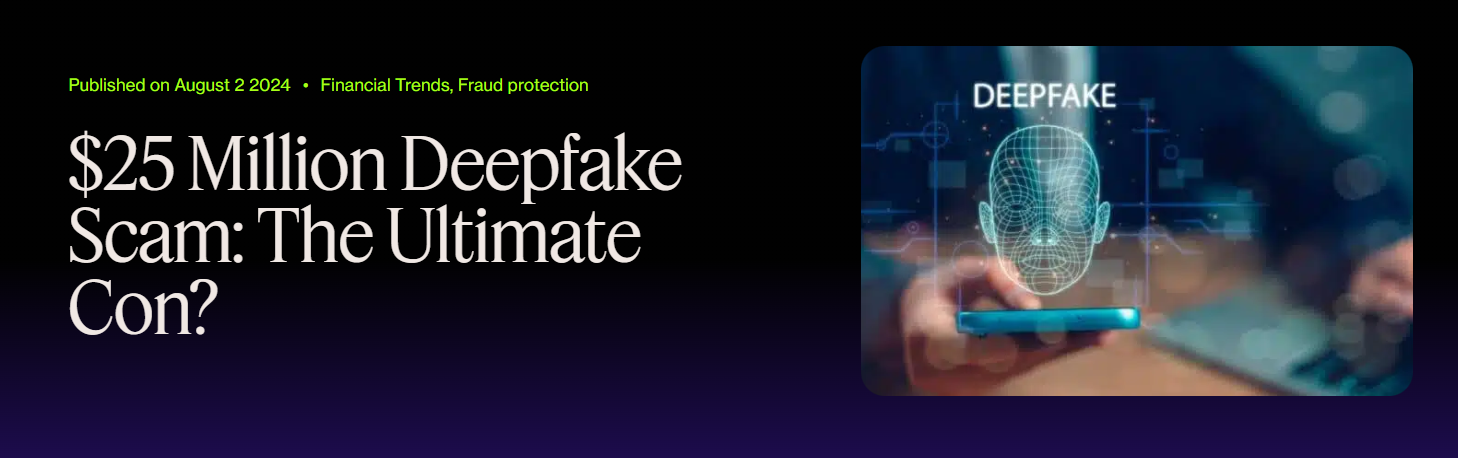 Published on August 2 2024 • Financial Trends, Fraud protection
$25 Million Deepfake
Scam: The Ultimate
Con?
DEEPFAKE